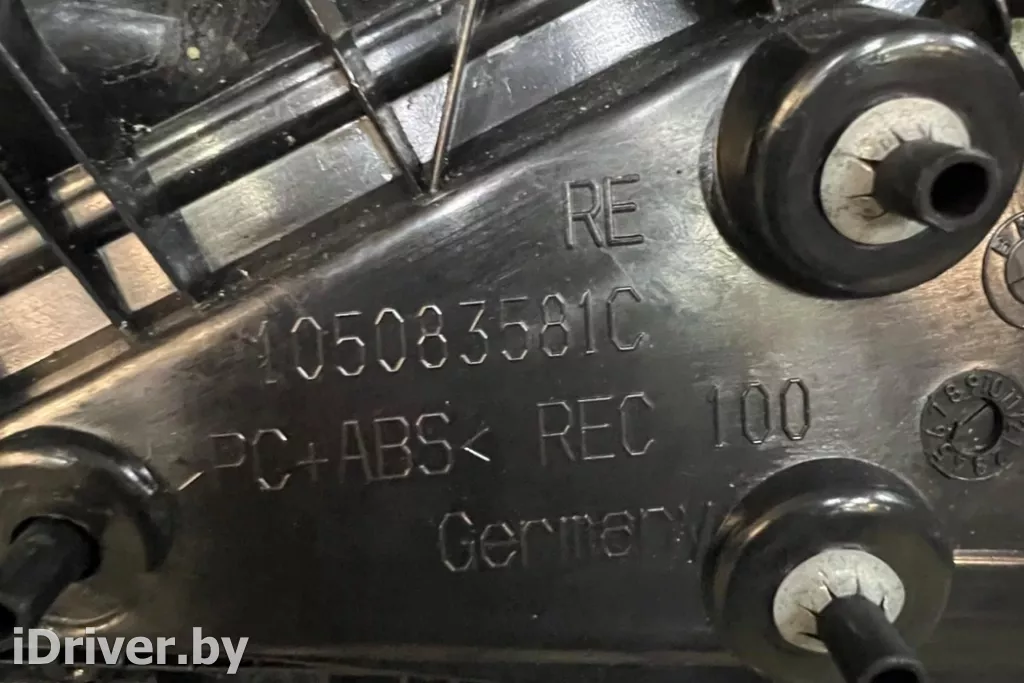 RE
105083581C
>PC+ABS< REC 100
Germany
iDriver.by